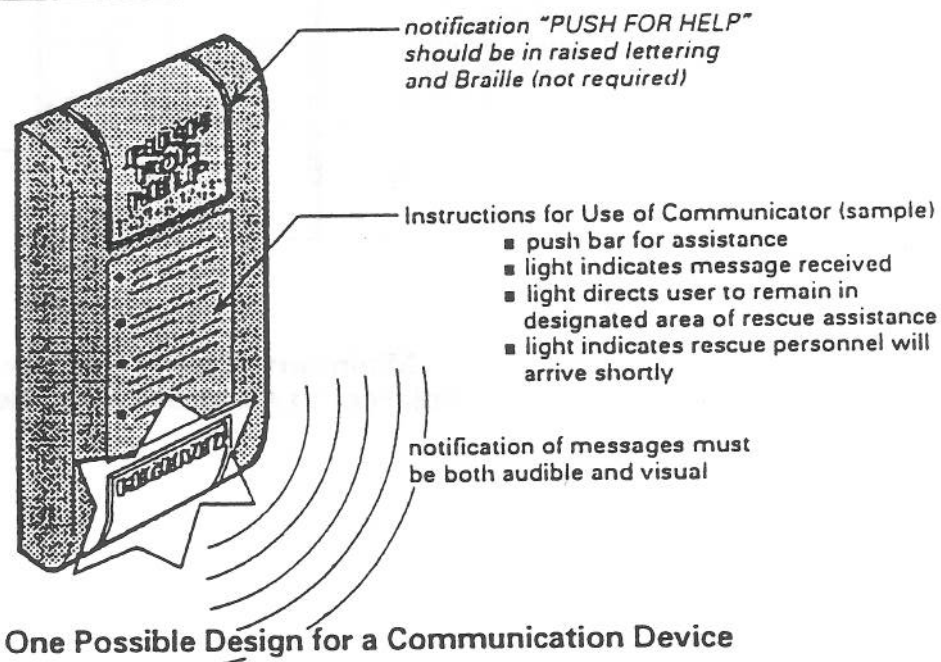 notification "PUSH FOR HELP"
should be in raised lettering
and Braille (not required)
PUSH
FOR
HELP
Instructions for Use of Communicator (sample)
■ push bar for assistance
■ light indicates message received
■ light directs user to remain in
designated area of rescue assistance
■ light indicates rescue personnel will
arrive shortly
notification of messages must
be both audible and visual
One Possible Design for a Communication Device